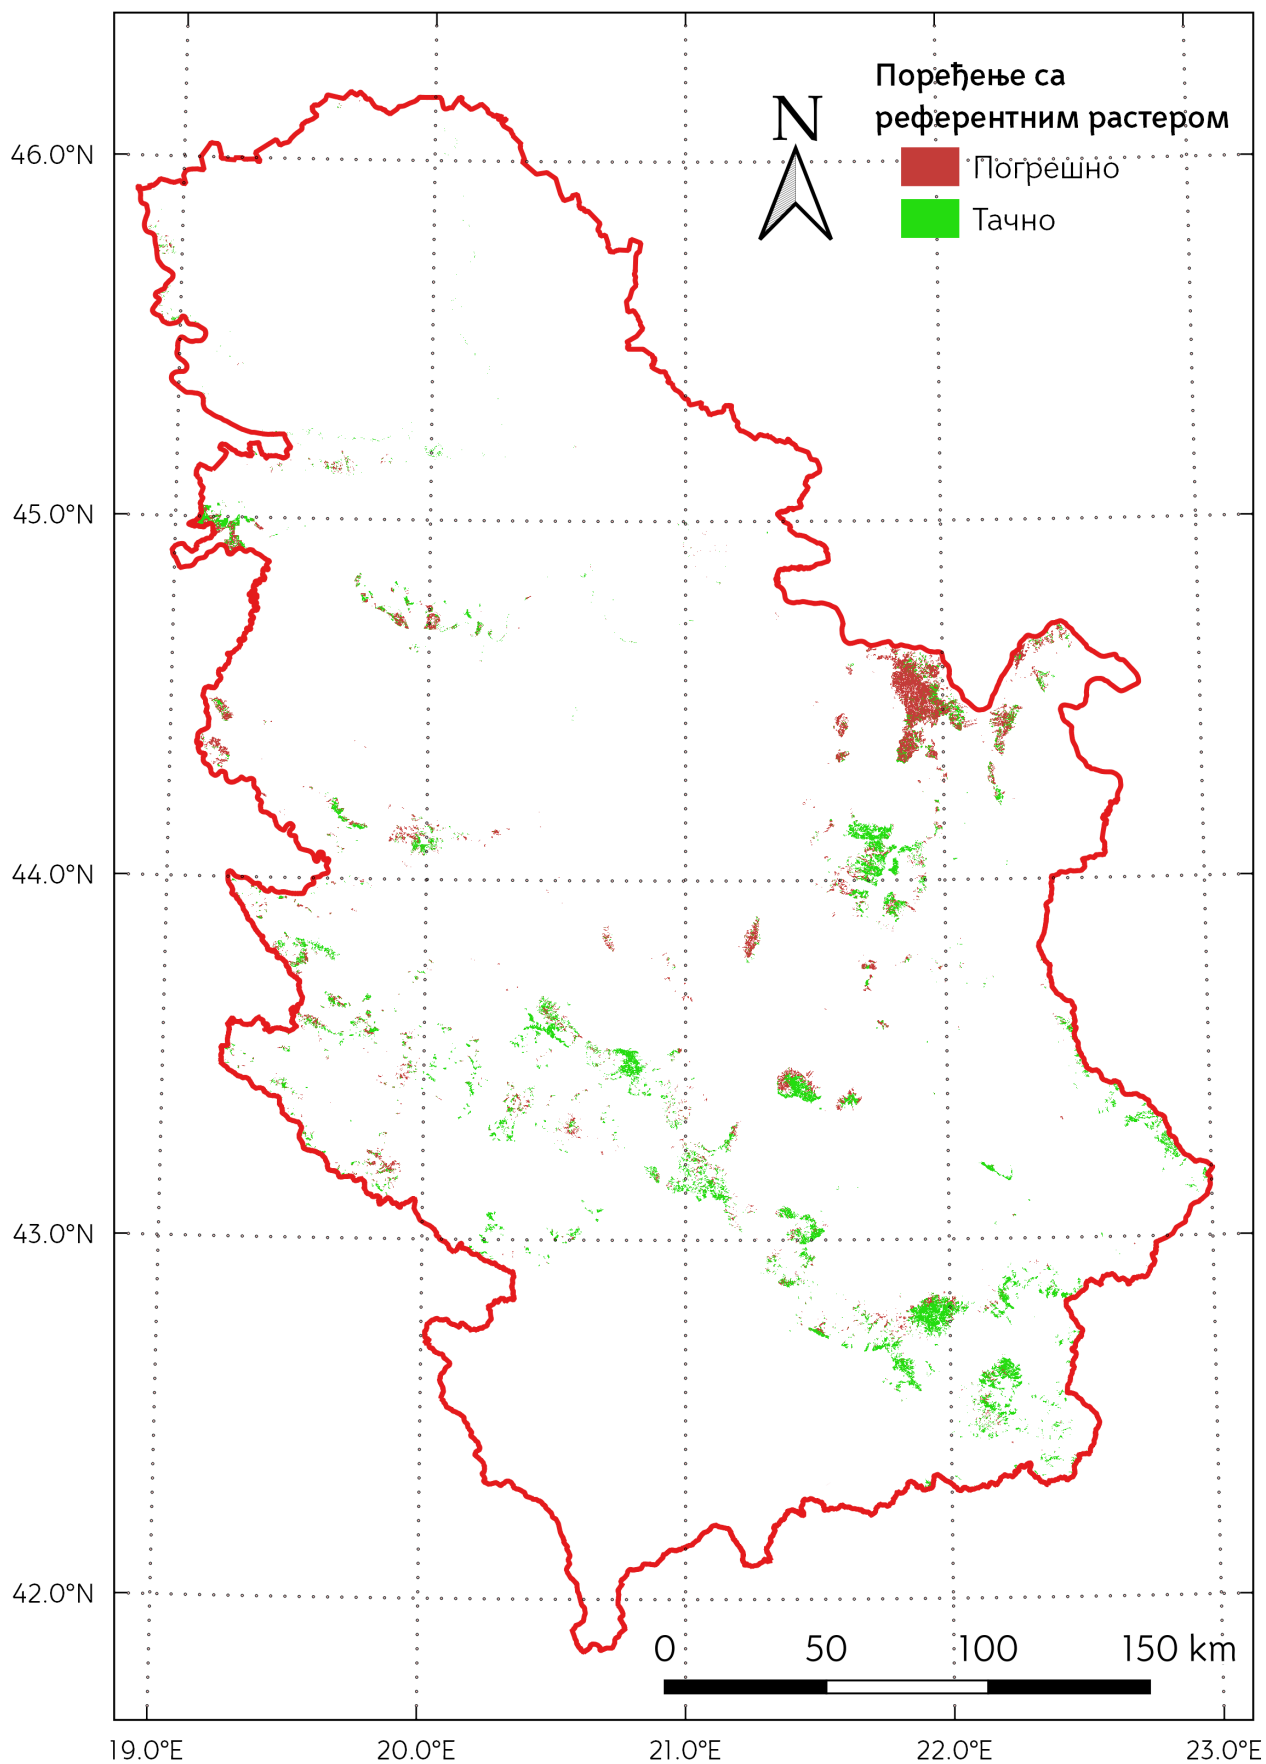 Поређење са
референтним растером
N
Погрешно
Тачно
46.0°N
45.0°N
44.0°N
43.0°N
42.0°N
0 50 100 150 km
19.0°E 20.0°E 21.0°E 22.0°E 23.0°E